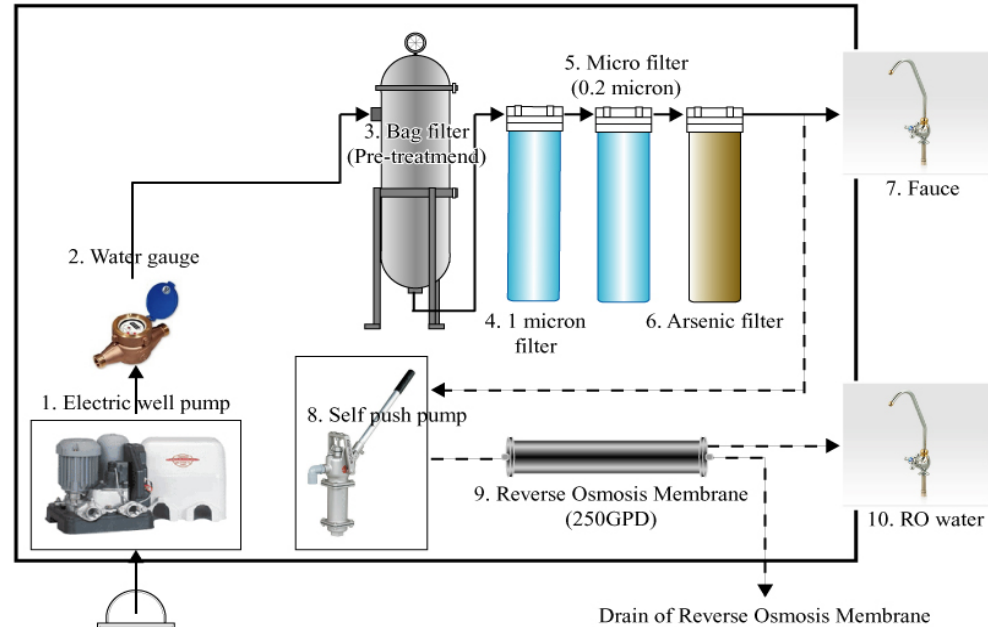 5. Micro filter
(0.2 micron)
3. Bag filter
(Pre-treatmend)
7. Fauce
2. Water gauge
4. 1 micron
filter
6. Arsenic filter
1. Electric well pump
8. Self push pump
9. Reverse Osmosis Membrane
(250GPD)
10. RO water
Drain of Reverse Osmosis Membrane